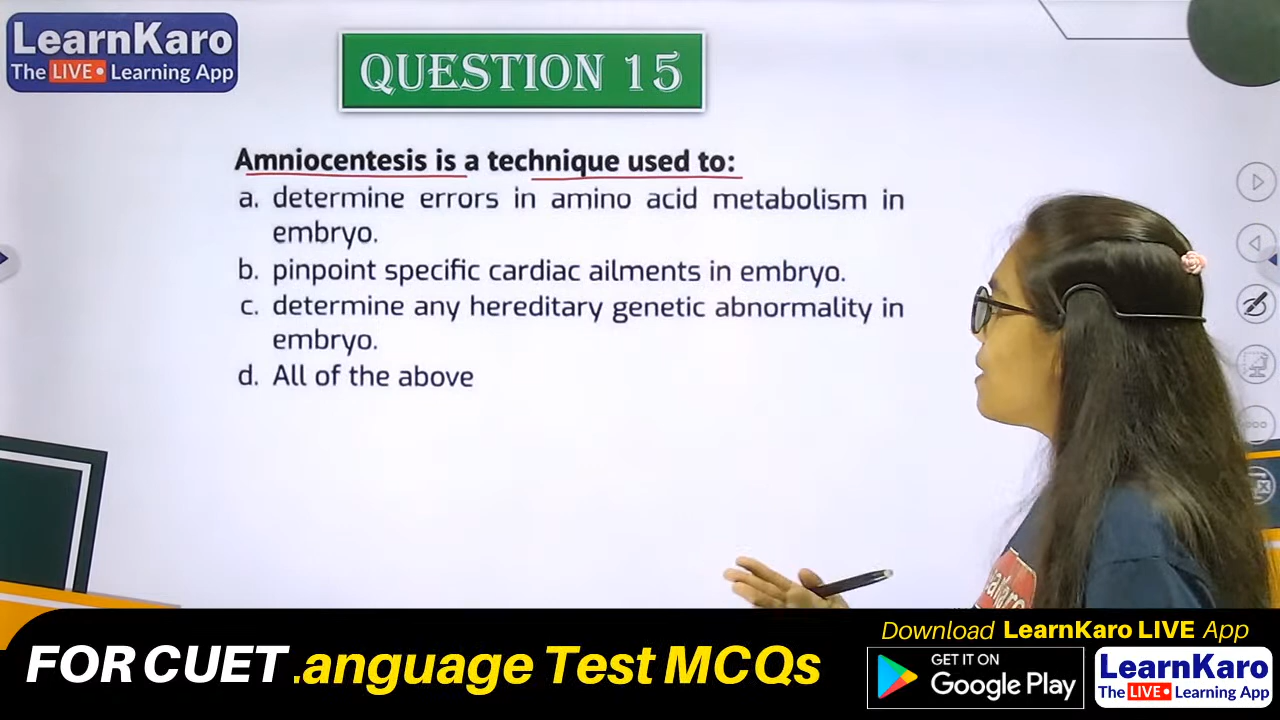 LearnKaro
The LIVE Learning App
QUESTION 15
Amniocentesis is a technique used to:
a. determine errors in amino acid metabolism in
embryo.
b. pinpoint specific cardiac ailments in embryo.
c. determine any hereditary genetic abnormality in
embryo.
d. All of the above
FOR CUET .anguage Test MCQs
Download LearnKaro LIVE App
GET IT ON
Google Play
LearnKaro
The LIVE Learning App